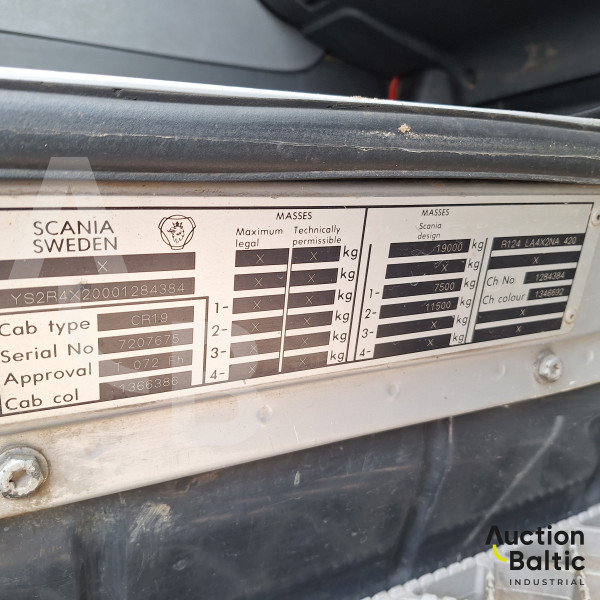 SCANIA
SWEDEN
X
YS2R4X20001284384
Cab type CR19
Serial No 7207675
Approval T 072 Eh
Cab col 1366386
MASSES
Maximum legal Technically permissible
X X kg
X X kg
1- X X kg
2- X X kg
3- X X kg
4- X X kg
MASSES
Scania design
19000 kg
X kg
1- 7500 kg
2- 11500 kg
3- X kg
4- X kg
R124 LA4X2NA 420
X
Ch No 1284384
Ch colour 1346692
X
X
Auction
Baltic
INDUSTRIAL
A
B